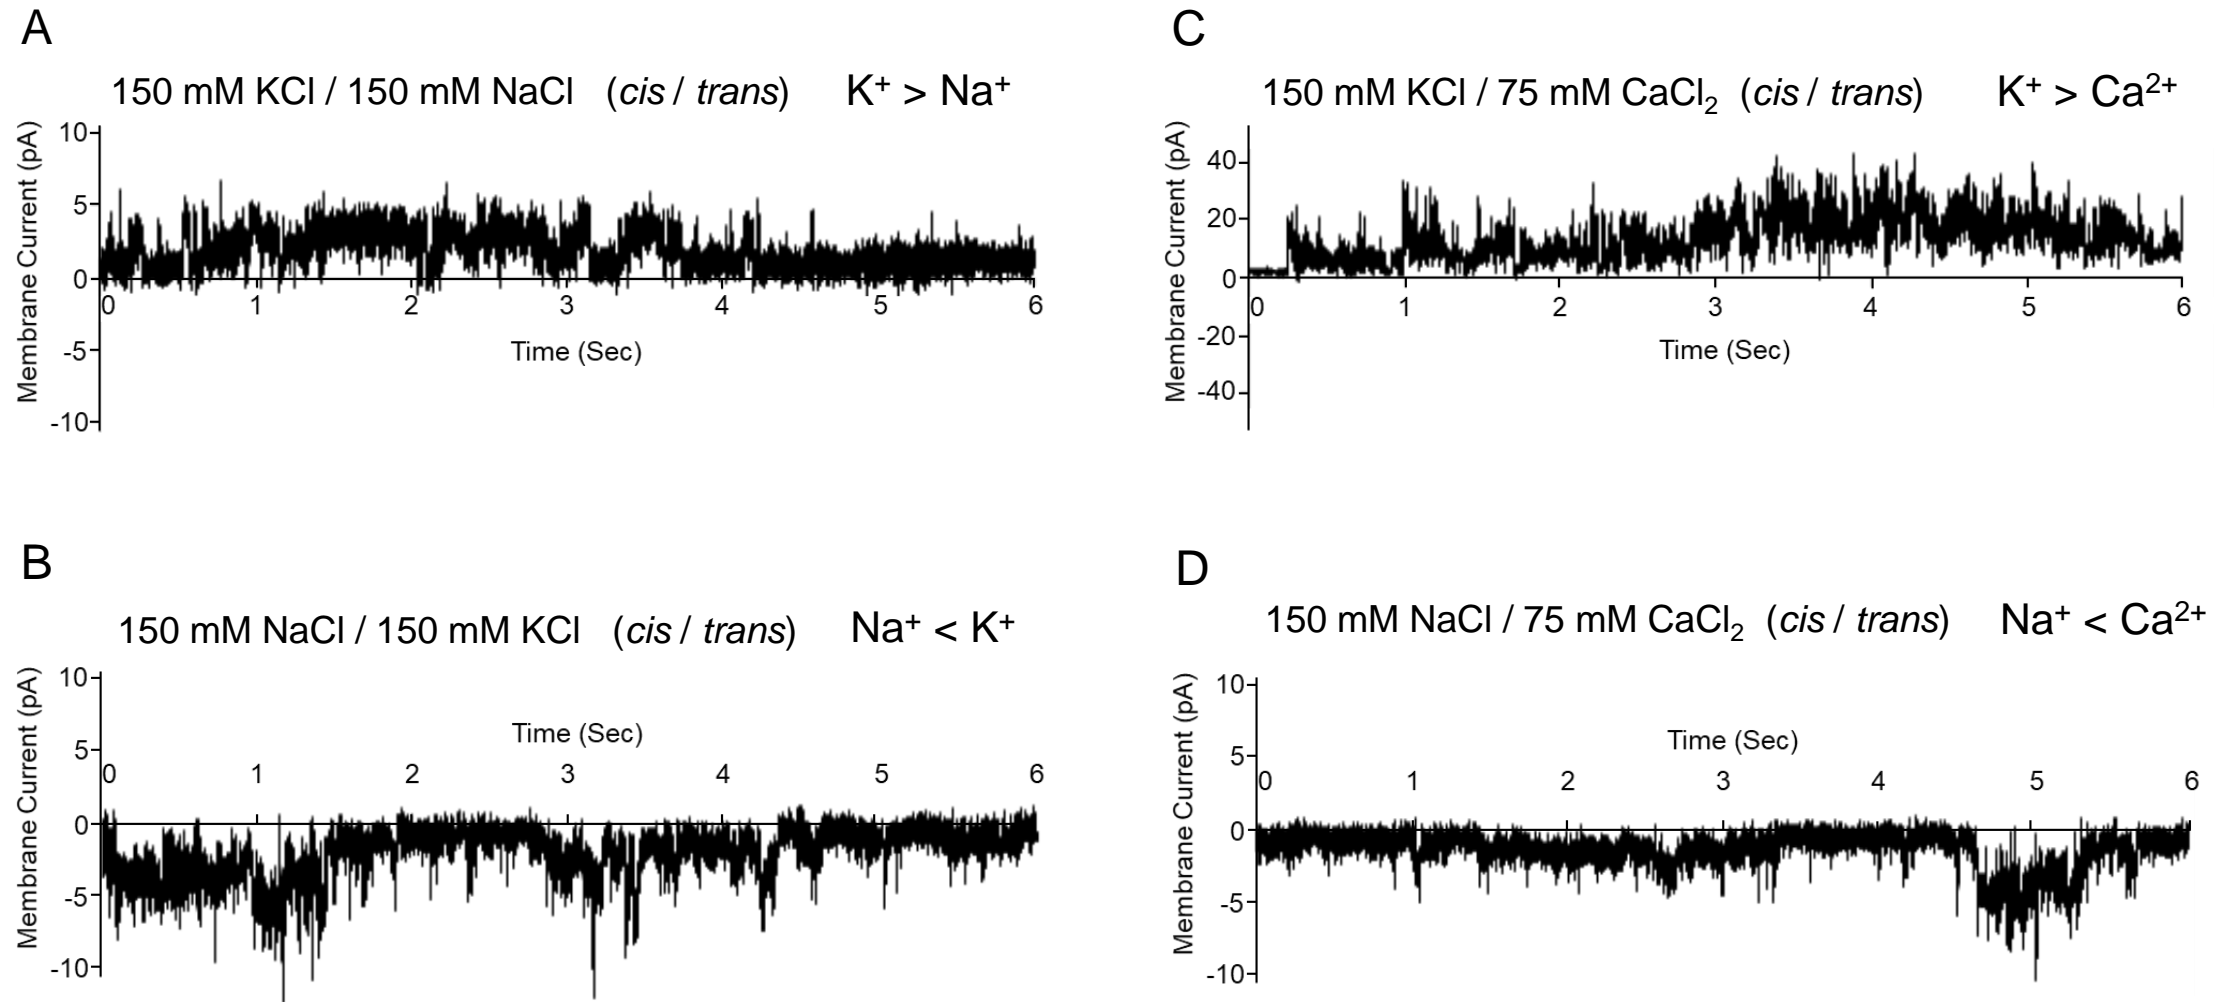 A
150 mM KCl / 150 mM NaCl (cis / trans) K⁺ > Na⁺
Membrane Current (pA)
10
5
0
-5
-10
0 1 2 3 4 5 6
Time (Sec)
B
150 mM NaCl / 150 mM KCl (cis / trans) Na⁺ < K⁺
Membrane Current (pA)
10
5
0
-5
-10
Time (Sec)
0 1 2 3 4 5 6
C
150 mM KCl / 75 mM CaCl₂ (cis / trans) K⁺ > Ca²⁺
Membrane Current (pA)
40
20
0
-20
-40
0 1 2 3 4 5 6
Time (Sec)
D
150 mM NaCl / 75 mM CaCl₂ (cis / trans) Na⁺ < Ca²⁺
Membrane Current (pA)
10
5
0
-5
-10
Time (Sec)
0 1 2 3 4 5 6